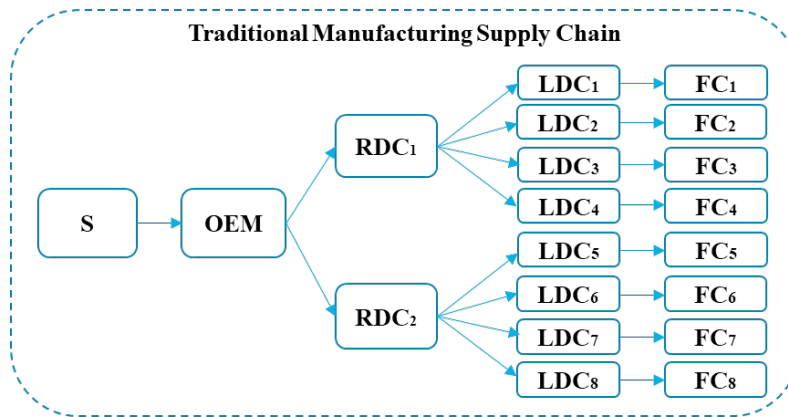 Traditional Manufacturing Supply Chain
S
OEM
RDC₁
RDC₂
LDC₁
LDC₂
LDC₃
LDC₄
LDC₅
LDC₆
LDC₇
LDC₈
FC₁
FC₂
FC₃
FC₄
FC₅
FC₆
FC₇
FC₈